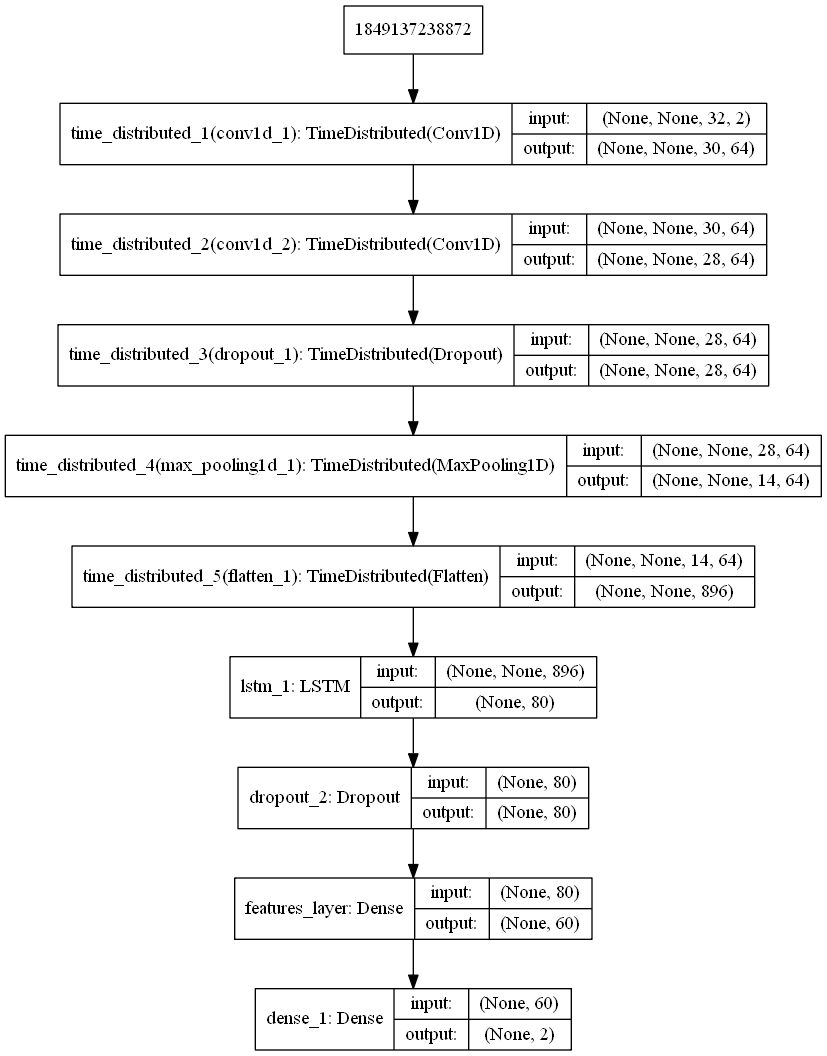 1849137238872
time_distributed_1(conv1d_1): TimeDistributed(Conv1D)
input: (None, None, 32, 2)
output: (None, None, 30, 64)
time_distributed_2(conv1d_2): TimeDistributed(Conv1D)
input: (None, None, 30, 64)
output: (None, None, 28, 64)
time_distributed_3(dropout_1): TimeDistributed(Dropout)
input: (None, None, 28, 64)
output: (None, None, 28, 64)
time_distributed_4(max_pooling1d_1): TimeDistributed(MaxPooling1D)
input: (None, None, 28, 64)
output: (None, None, 14, 64)
time_distributed_5(flatten_1): TimeDistributed(Flatten)
input: (None, None, 14, 64)
output: (None, None, 896)
lstm_1: LSTM
input: (None, None, 896)
output: (None, 80)
dropout_2: Dropout
input: (None, 80)
output: (None, 80)
features_layer: Dense
input: (None, 80)
output: (None, 60)
dense_1: Dense
input: (None, 60)
output: (None, 2)